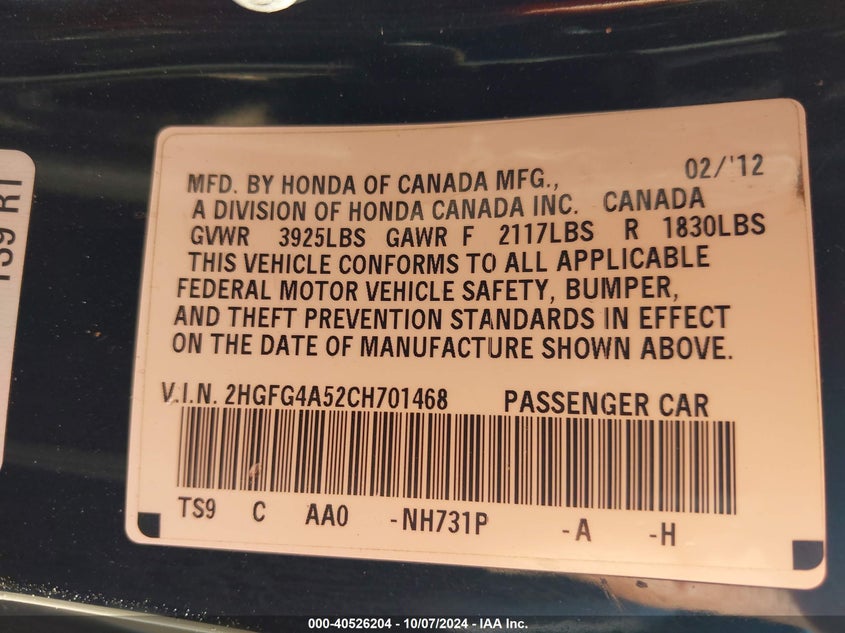 MFD. BY HONDA OF CANADA MFG., 02/'12
A DIVISION OF HONDA CANADA INC. CANADA
GVWR 3925LBS GAWR F 2117LBS R 1830LBS
THIS VEHICLE CONFORMS TO ALL APPLICABLE
FEDERAL MOTOR VEHICLE SAFETY, BUMPER,
AND THEFT PREVENTION STANDARDS IN EFFECT
ON THE DATE OF MANUFACTURE SHOWN ABOVE.
V.I.N. 2HGFG4A52CH701468 PASSENGER CAR
TS9 C AA0 -NH731P -A -H
000-40526204 - 10/07/2024 - IAA Inc.